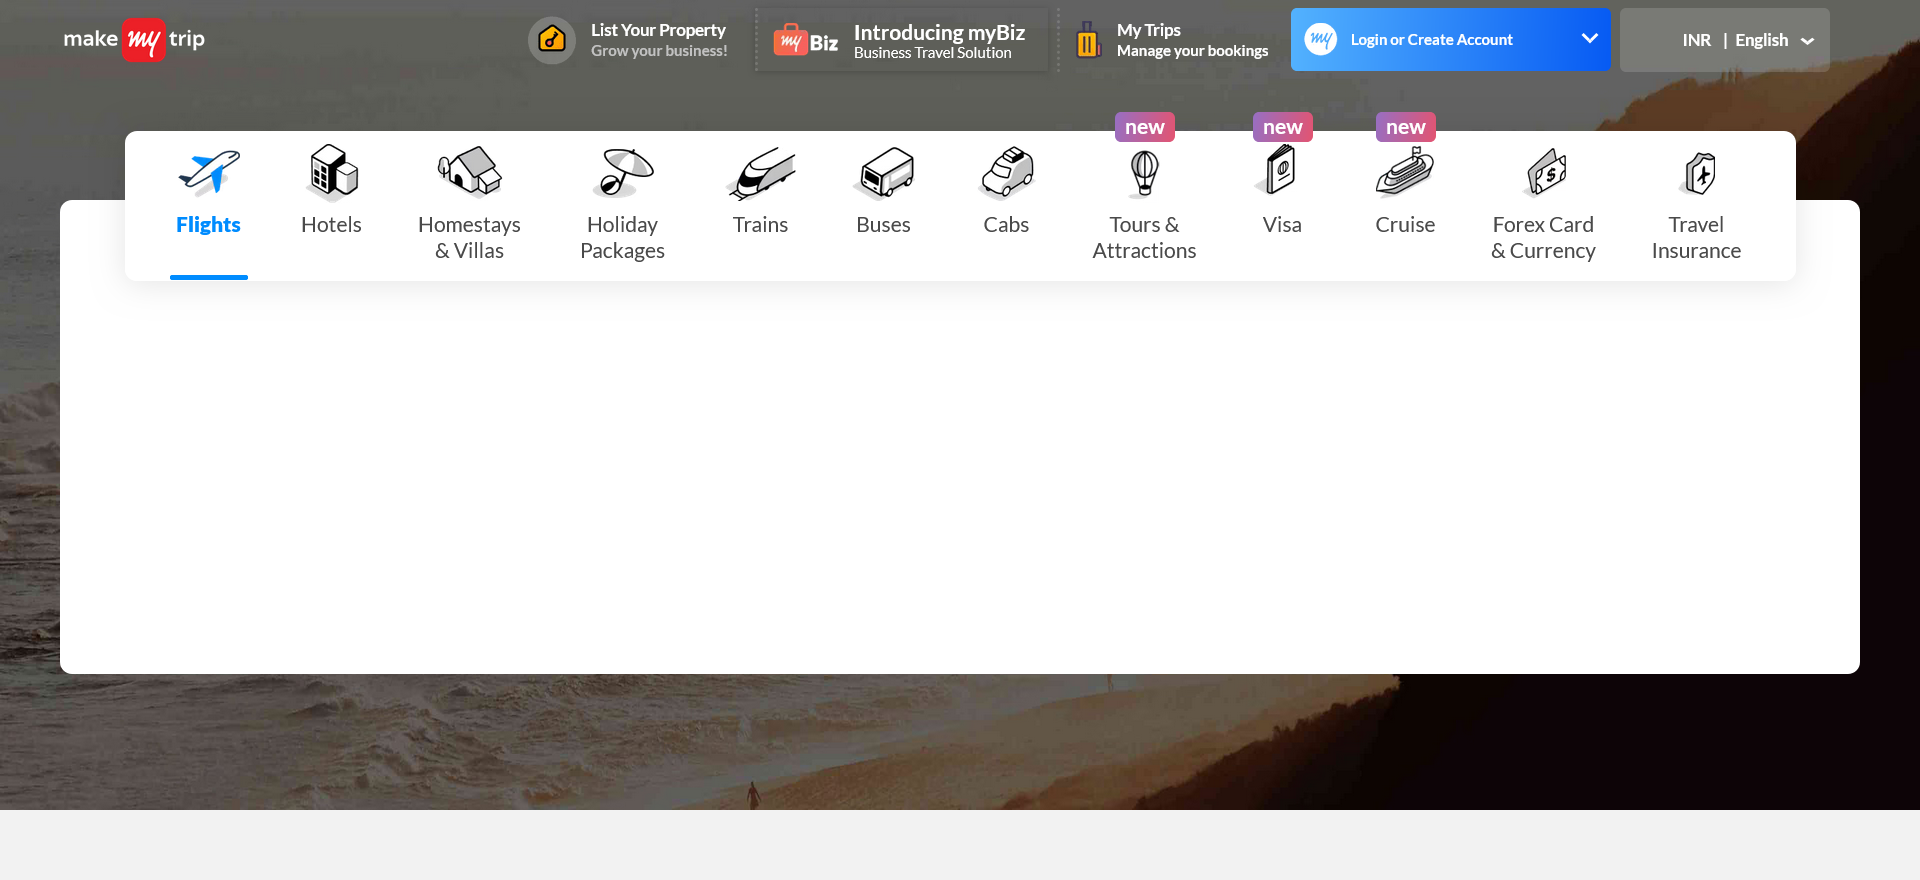 make my trip
List Your Property
Grow your business!
my Biz
Introducing myBiz
Business Travel Solution
My Trips
Manage your bookings
my
Login or Create Account
INR | English
new
new
new
Flights
Hotels
Homestays
& Villas
Holiday
Packages
Trains
Buses
Cabs
Tours &
Attractions
Visa
Cruise
Forex Card
& Currency
Travel
Insurance